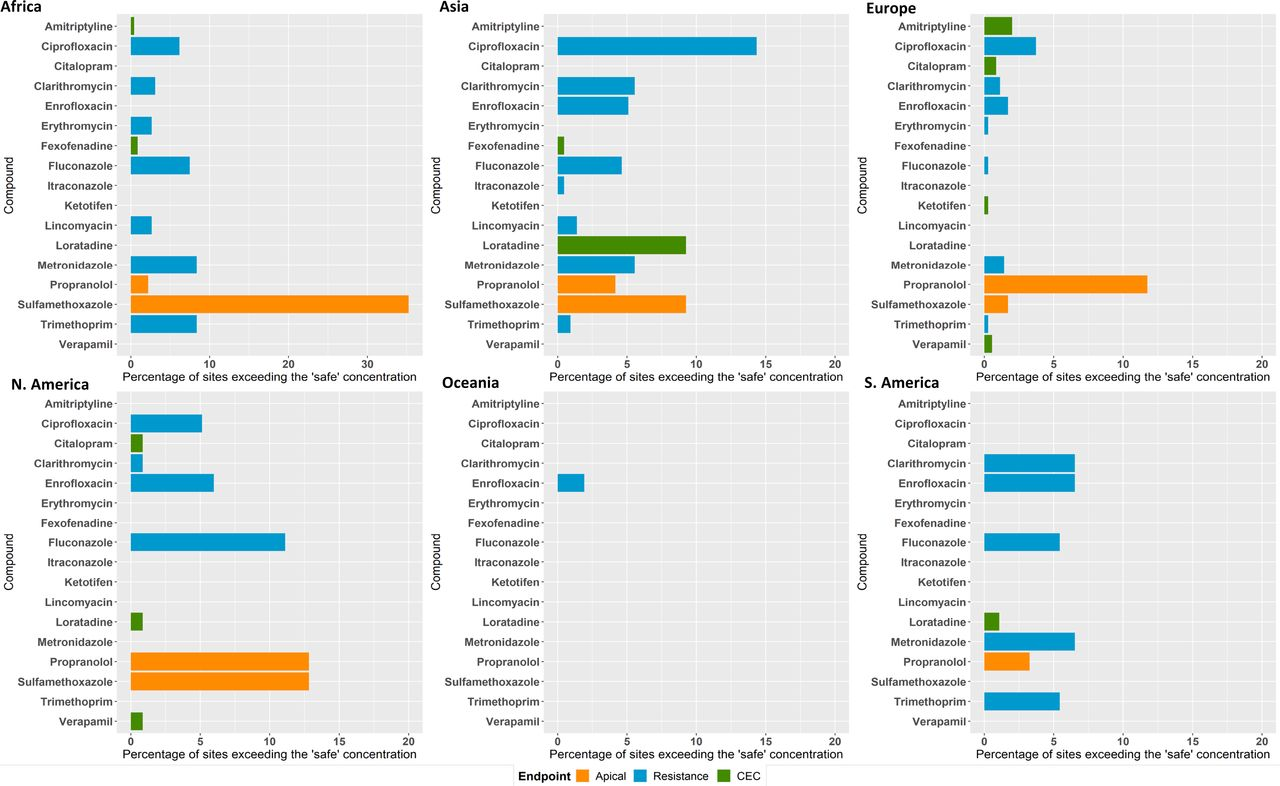 Africa
Amitriptyline
Ciprofloxacin
Citalopram
Clarithromycin
Enrofloxacin
Erythromycin
Fexofenadine
Fluconazole
Itraconazole
Ketotifen
Lincomyacin
Loratadine
Metronidazole
Propranolol
Sulfamethoxazole
Trimethoprim
Verapamil
Compound
0 10 20 30
Percentage of sites exceeding the 'safe' concentration
Asia
Amitriptyline
Ciprofloxacin
Citalopram
Clarithromycin
Enrofloxacin
Erythromycin
Fexofenadine
Fluconazole
Itraconazole
Ketotifen
Lincomyacin
Loratadine
Metronidazole
Propranolol
Sulfamethoxazole
Trimethoprim
Verapamil
Compound
0 5 10 15 20
Percentage of sites exceeding the 'safe' concentration
Europe
Amitriptyline
Ciprofloxacin
Citalopram
Clarithromycin
Enrofloxacin
Erythromycin
Fexofenadine
Fluconazole
Itraconazole
Ketotifen
Lincomyacin
Loratadine
Metronidazole
Propranolol
Sulfamethoxazole
Trimethoprim
Verapamil
Compound
0 5 10 15 20
Percentage of sites exceeding the 'safe' concentration
N. America
Amitriptyline
Ciprofloxacin
Citalopram
Clarithromycin
Enrofloxacin
Erythromycin
Fexofenadine
Fluconazole
Itraconazole
Ketotifen
Lincomyacin
Loratadine
Metronidazole
Propranolol
Sulfamethoxazole
Trimethoprim
Verapamil
Compound
0 5 10 15 20
Percentage of sites exceeding the 'safe' concentration
Oceania
Amitriptyline
Ciprofloxacin
Citalopram
Clarithromycin
Enrofloxacin
Erythromycin
Fexofenadine
Fluconazole
Itraconazole
Ketotifen
Lincomyacin
Loratadine
Metronidazole
Propranolol
Sulfamethoxazole
Trimethoprim
Verapamil
Compound
0 5 10 15 20
Percentage of sites exceeding the 'safe' concentration
S. America
Amitriptyline
Ciprofloxacin
Citalopram
Clarithromycin
Enrofloxacin
Erythromycin
Fexofenadine
Fluconazole
Itraconazole
Ketotifen
Lincomyacin
Loratadine
Metronidazole
Propranolol
Sulfamethoxazole
Trimethoprim
Verapamil
Compound
0 5 10 15 20
Percentage of sites exceeding the 'safe' concentration
Endpoint Apical Resistance CEC